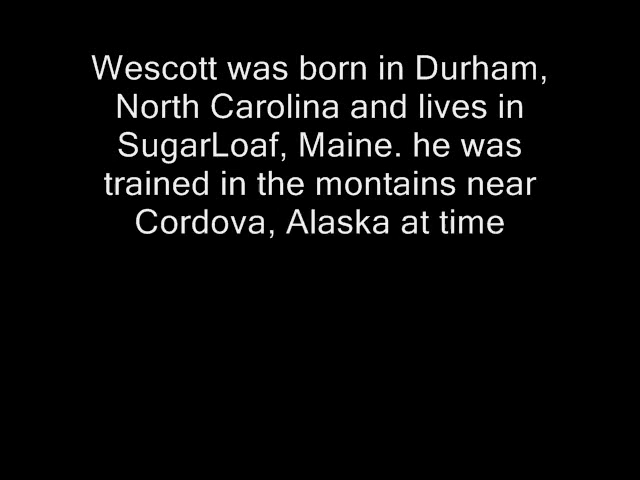 Wescott was born in Durham,
North Carolina and lives in
SugarLoaf, Maine. he was
trained in the montains near
Cordova, Alaska at time